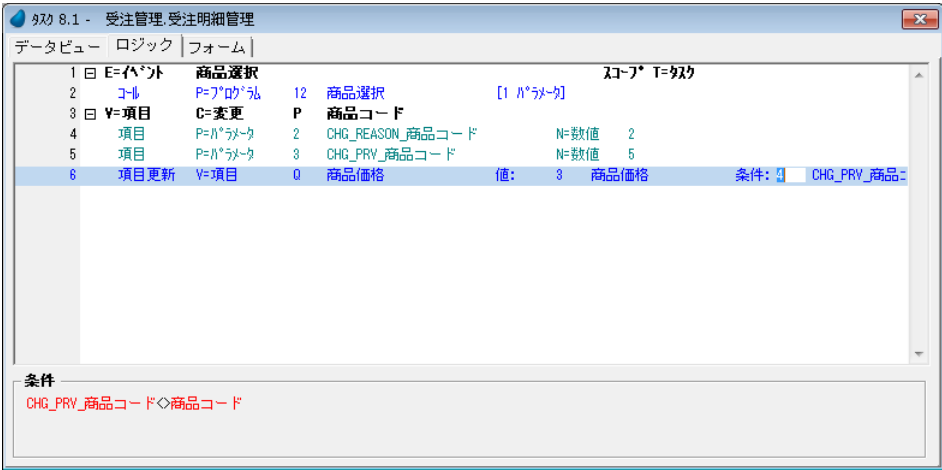 ﾀｽｸ 8.1 - 受注管理.受注明細管理
データビュー ロジック フォーム
1 E=ｲﾍﾞﾝﾄ 商品選択 ｽｺｰﾌﾟ T=ﾀｽｸ
2 ｺｰﾙ P=ﾌﾟﾛｸﾞﾗﾑ 12 商品選択 [1 ﾊﾟﾗﾒｰﾀ]
3 V=項目 C=変更 P 商品コード
4 項目 P=ﾊﾟﾗﾒｰﾀ 2 CHG_REASON_商品コード N=数値 2
5 項目 P=ﾊﾟﾗﾒｰﾀ 3 CHG_PRV_商品コード N=数値 5
6 項目更新 V=項目 Q 商品価格 値: 3 商品価格 条件: 4 CHG_PRV_商品ｺ
条件
CHG_PRV_商品コード<>商品コード